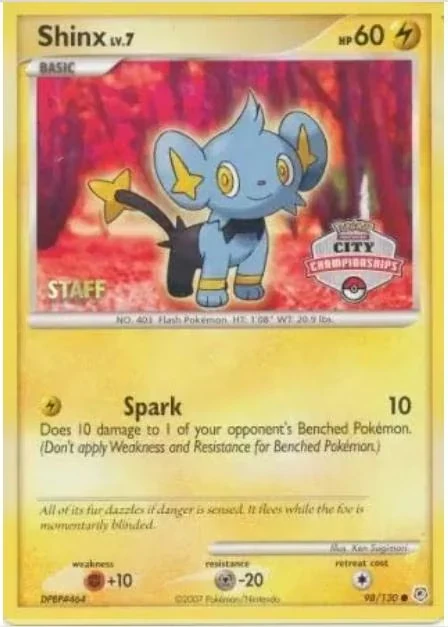 Shinx LV.7 HP 60
BASIC
Pokémon
CITY
CHAMPIONSHIPS
STAFF
NO. 403 Flash Pokémon HT: 1'08" WT: 20.9 lbs.
Spark 10
Does 10 damage to 1 of your opponent's Benched Pokémon.
(Don't apply Weakness and Resistance for Benched Pokémon.)
All of its fur dazzles if danger is sensed. It flees while the foe is
momentarily blinded.
Illus. Ken Sugimori
weakness resistance retreat cost
+10 -20
DPBP#464 ©2007 Pokémon/Nintendo 98/130